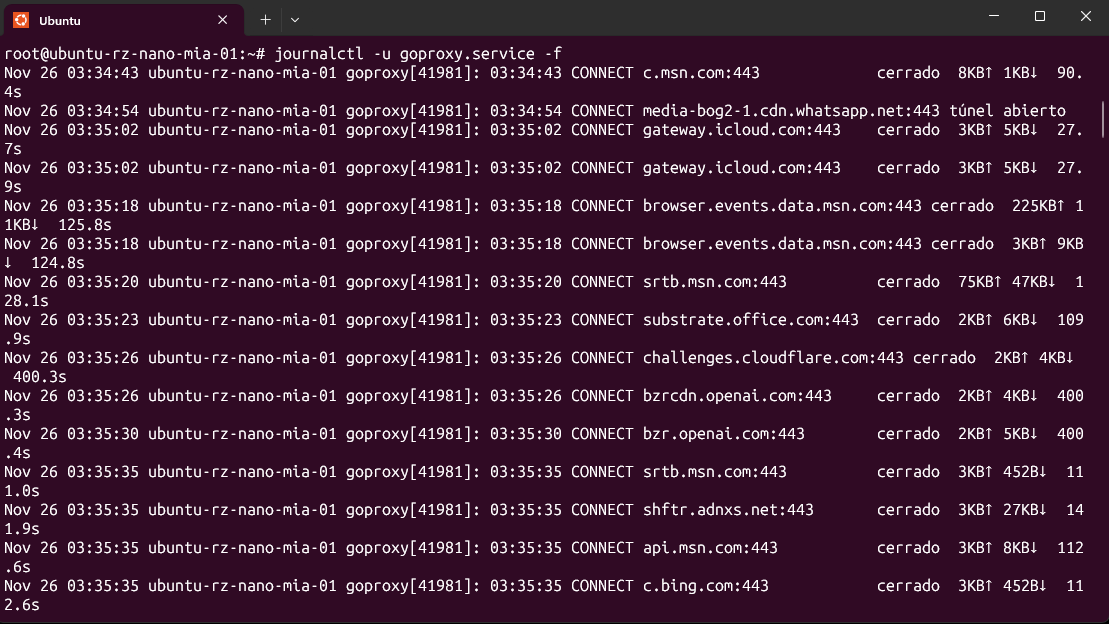 Ubuntu
root@ubuntu-rz-nano-mia-01:~# journalctl -u goproxy.service -f
Nov 26 03:34:43 ubuntu-rz-nano-mia-01 goproxy[41981]: 03:34:43 CONNECT c.msn.com:443             cerrado  8KB↑ 1KB↓  90.
4s
Nov 26 03:34:54 ubuntu-rz-nano-mia-01 goproxy[41981]: 03:34:54 CONNECT media-bog2-1.cdn.whatsapp.net:443 túnel abierto
Nov 26 03:35:02 ubuntu-rz-nano-mia-01 goproxy[41981]: 03:35:02 CONNECT gateway.icloud.com:443    cerrado  3KB↑ 5KB↓  27.
7s
Nov 26 03:35:02 ubuntu-rz-nano-mia-01 goproxy[41981]: 03:35:02 CONNECT gateway.icloud.com:443    cerrado  3KB↑ 5KB↓  27.
9s
Nov 26 03:35:18 ubuntu-rz-nano-mia-01 goproxy[41981]: 03:35:18 CONNECT browser.events.data.msn.com:443 cerrado  225KB↑ 1
1KB↓  125.8s
Nov 26 03:35:18 ubuntu-rz-nano-mia-01 goproxy[41981]: 03:35:18 CONNECT browser.events.data.msn.com:443 cerrado  3KB↑ 9KB
↓  124.8s
Nov 26 03:35:20 ubuntu-rz-nano-mia-01 goproxy[41981]: 03:35:20 CONNECT srtb.msn.com:443          cerrado  75KB↑ 47KB↓  1
28.1s
Nov 26 03:35:23 ubuntu-rz-nano-mia-01 goproxy[41981]: 03:35:23 CONNECT substrate.office.com:443  cerrado  2KB↑ 6KB↓  109
.9s
Nov 26 03:35:26 ubuntu-rz-nano-mia-01 goproxy[41981]: 03:35:26 CONNECT challenges.cloudflare.com:443 cerrado  2KB↑ 4KB↓
 400.3s
Nov 26 03:35:26 ubuntu-rz-nano-mia-01 goproxy[41981]: 03:35:26 CONNECT bzrcdn.openai.com:443     cerrado  2KB↑ 4KB↓  400
.3s
Nov 26 03:35:30 ubuntu-rz-nano-mia-01 goproxy[41981]: 03:35:30 CONNECT bzr.openai.com:443        cerrado  2KB↑ 5KB↓  400
.4s
Nov 26 03:35:35 ubuntu-rz-nano-mia-01 goproxy[41981]: 03:35:35 CONNECT srtb.msn.com:443          cerrado  3KB↑ 452B↓  11
1.0s
Nov 26 03:35:35 ubuntu-rz-nano-mia-01 goproxy[41981]: 03:35:35 CONNECT shftr.adnxs.net:443       cerrado  3KB↑ 27KB↓  14
1.9s
Nov 26 03:35:35 ubuntu-rz-nano-mia-01 goproxy[41981]: 03:35:35 CONNECT api.msn.com:443           cerrado  3KB↑ 8KB↓  112
.6s
Nov 26 03:35:35 ubuntu-rz-nano-mia-01 goproxy[41981]: 03:35:35 CONNECT c.bing.com:443            cerrado  3KB↑ 452B↓  11
2.6s